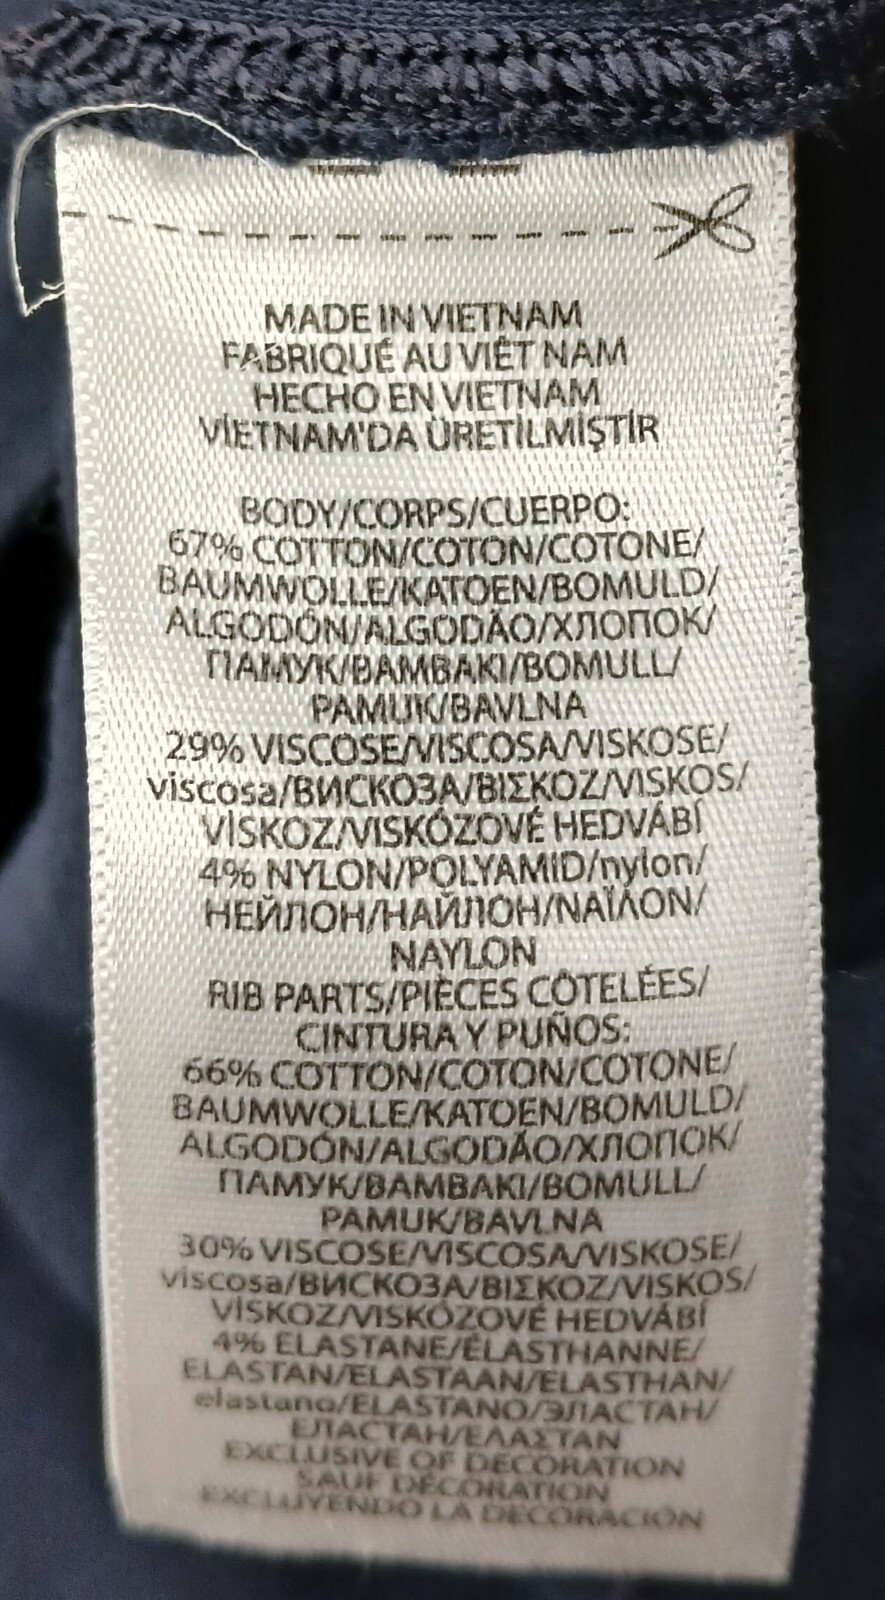 MADE IN VIETNAM
FABRIQUÉ AU VIÊT NAM
HECHO EN VIETNAM
VİETNAM'DA ÜRETİLMİŞTİR
BODY/CORPS/CUERPO:
67% COTTON/COTON/COTONE/
BAUMWOLLE/KATOEN/BOMULD/
ALGODÓN/ALGODÃO/ХЛОПОК/
ПАМУК/BAMBAKI/BOMULL/
PAMUK/BAVLNA
29% VISCOSE/VISCOSA/VISKOSE/
viscosa/ВИСКОЗА/ΒΙΣΚΟΖ/VISKOS/
VİSKOZ/VISKÓZOVÉ HEDVÁBÍ
4% NYLON/POLYAMID/nylon/
НЕЙЛОН/НАЙЛОН/ΝΑΪΛΟΝ/
NAYLON
RIB PARTS/PIÈCES CÔTELÉES/
CINTURA Y PUÑOS:
66% COTTON/COTON/COTONE/
BAUMWOLLE/KATOEN/BOMULD/
ALGODÓN/ALGODÃO/ХЛОПОК/
ПАМУК/BAMBAKI/BOMULL/
PAMUK/BAVLNA
30% VISCOSE/VISCOSA/VISKOSE/
viscosa/ВИСКОЗА/ΒΙΣΚΟΖ/VISKOS/
VİSKOZ/VISKÓZOVÉ HEDVÁBÍ
4% ELASTANE/ÉLASTHANNE/
ELASTAN/ELASTAAN/ELASTHAN/
elastano/ELASTANO/ЭЛАСТАН/
ЕЛАСТАН/ΕΛΑΣΤΑΝ
EXCLUSIVE OF DECORATION
SAUF DÉCORATION
EXCLUYENDO LA DECORACIÓN